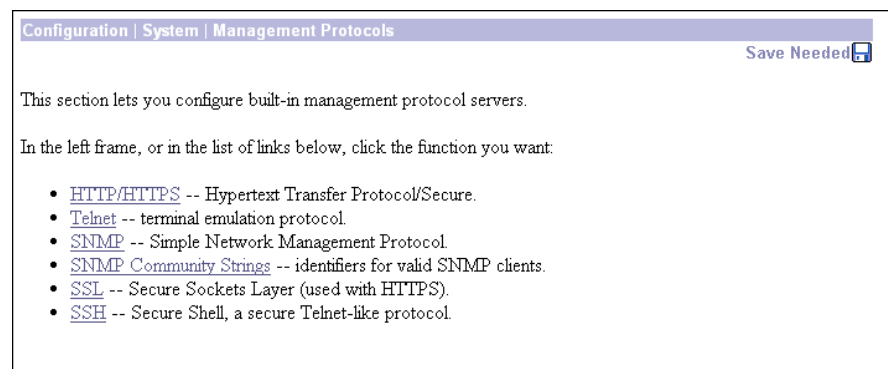 Configuration | System | Management Protocols
Save Needed
This section lets you configure built-in management protocol servers.
In the left frame, or in the list of links below, click the function you want:
• HTTP/HTTPS -- Hypertext Transfer Protocol/Secure.
• Telnet -- terminal emulation protocol.
• SNMP -- Simple Network Management Protocol.
• SNMP Community Strings -- identifiers for valid SNMP clients.
• SSL -- Secure Sockets Layer (used with HTTPS).
• SSH -- Secure Shell, a secure Telnet-like protocol.